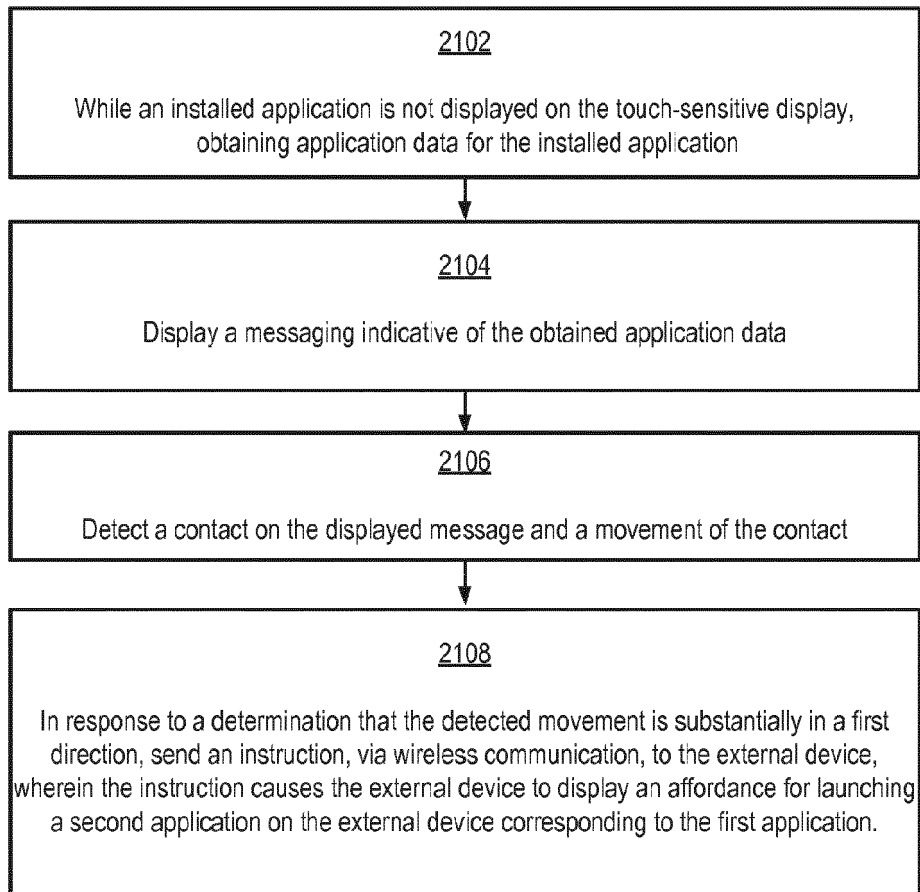 2102
While an installed application is not displayed on the touch-sensitive display,
obtaining application data for the installed application
2104
Display a messaging indicative of the obtained application data
2106
Detect a contact on the displayed message and a movement of the contact
2108
In response to a determination that the detected movement is substantially in a first
direction, send an instruction, via wireless communication, to the external device,
wherein the instruction causes the external device to display an affordance for launching
a second application on the external device corresponding to the first application.